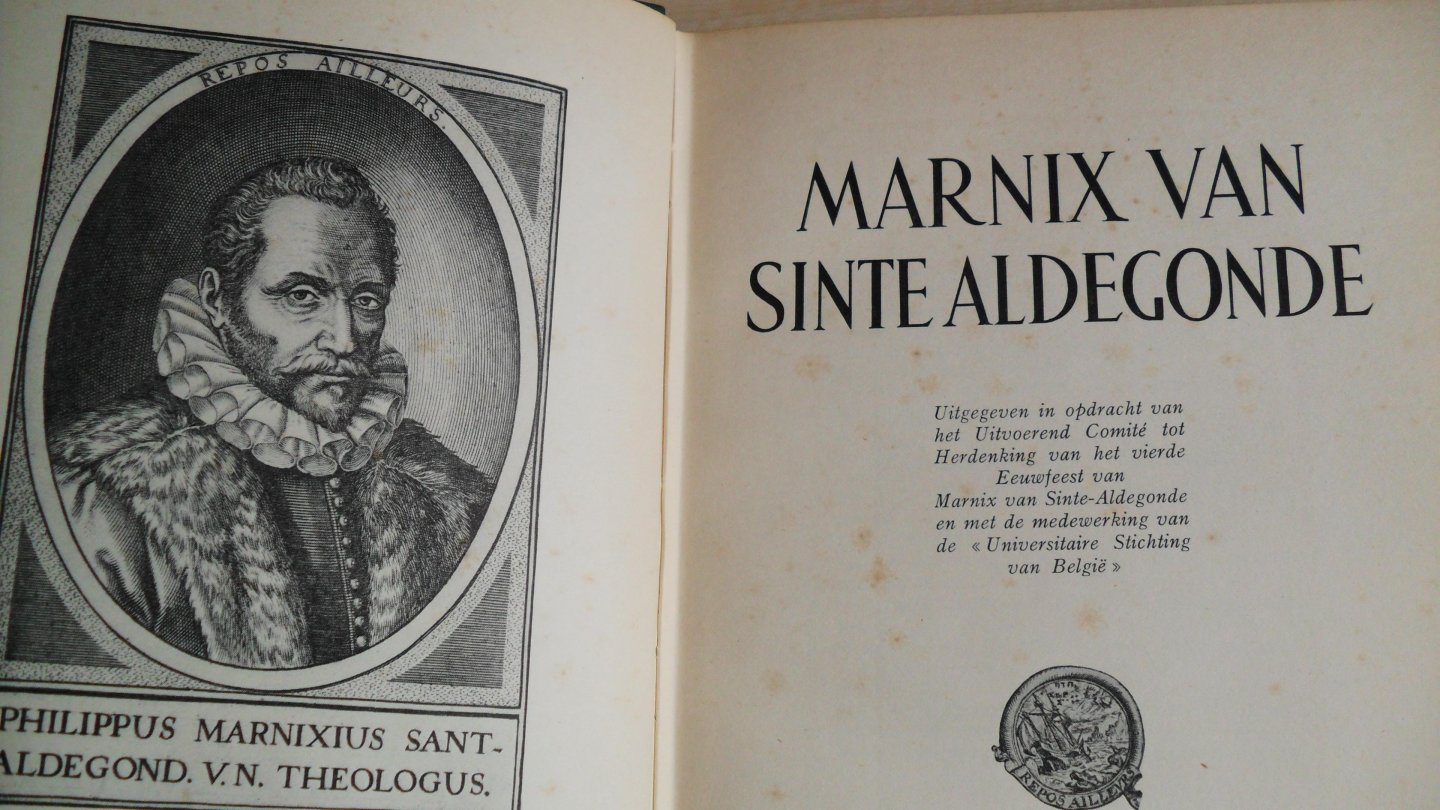 REPOS AILLEURS.
PHILIPPUS MARNIXIUS SANT-
ALDEGOND. V. N. THEOLOGUS.
MARNIX VAN
SINTE ALDEGONDE
Uitgegeven in opdracht van
het Uitvoerend Comité tot
Herdenking van het vierde
Eeuwfeest van
Marnix van Sinte-Aldegonde
en met de medewerking van
de « Universitaire Stichting
van België »
REPOS AILLEURS